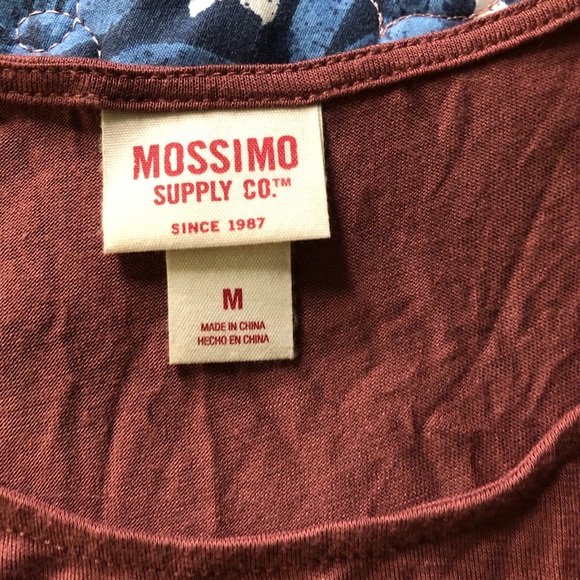 MOSSIMO
SUPPLY CO.™
SINCE 1987
M
MADE IN CHINA
HECHO EN CHINA